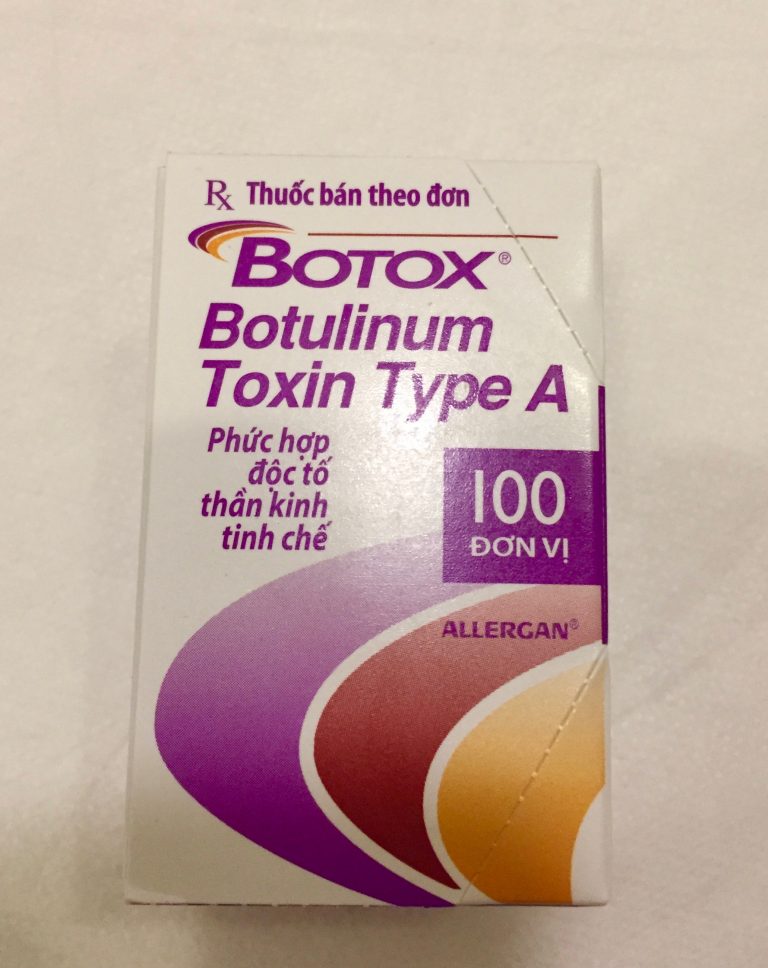 Rx Thuốc bán theo đơn
BOTOX®
Botulinum
Toxin Type A
Phức hợp
độc tố
thần kinh
tinh chế
100
ĐƠN VỊ
ALLERGAN®